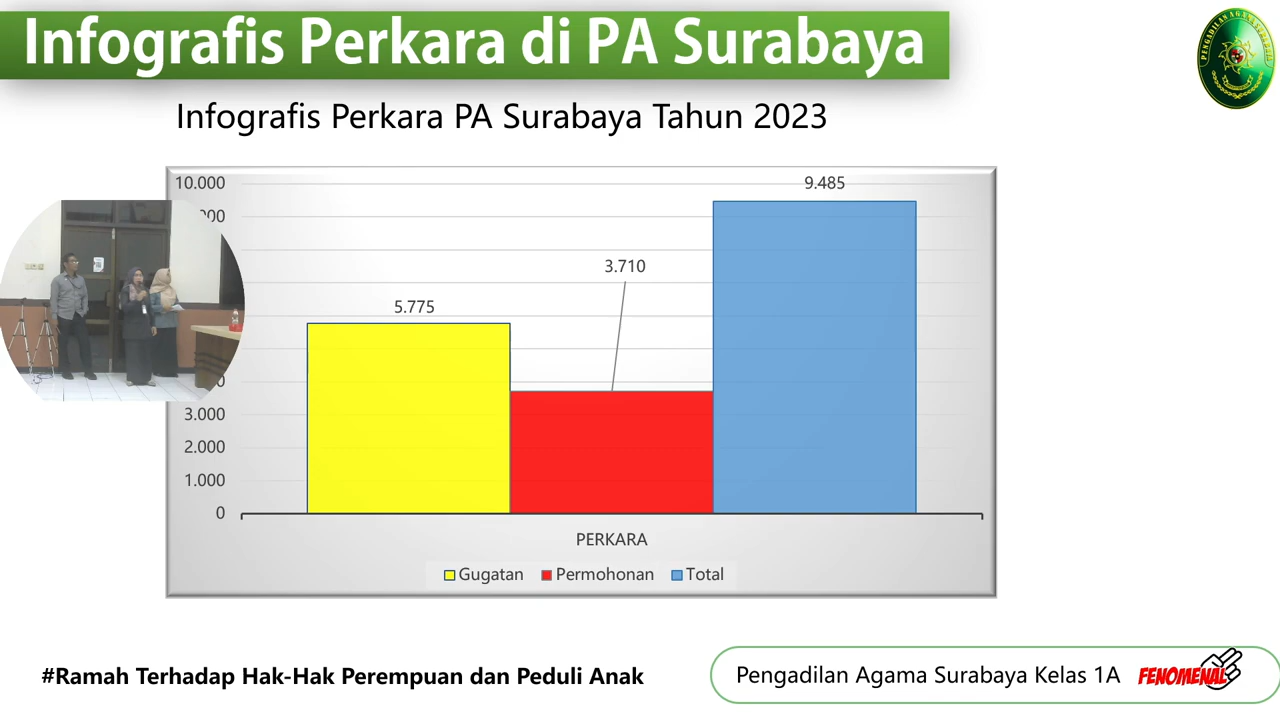 Infografis Perkara di PA Surabaya
Infografis Perkara PA Surabaya Tahun 2023
10.000
9.485
3.710
5.775
3.000
2.000
1.000
0
PERKARA
Gugatan Permohonan Total
#Ramah Terhadap Hak-Hak Perempuan dan Peduli Anak
Pengadilan Agama Surabaya Kelas 1A FENOMENAL